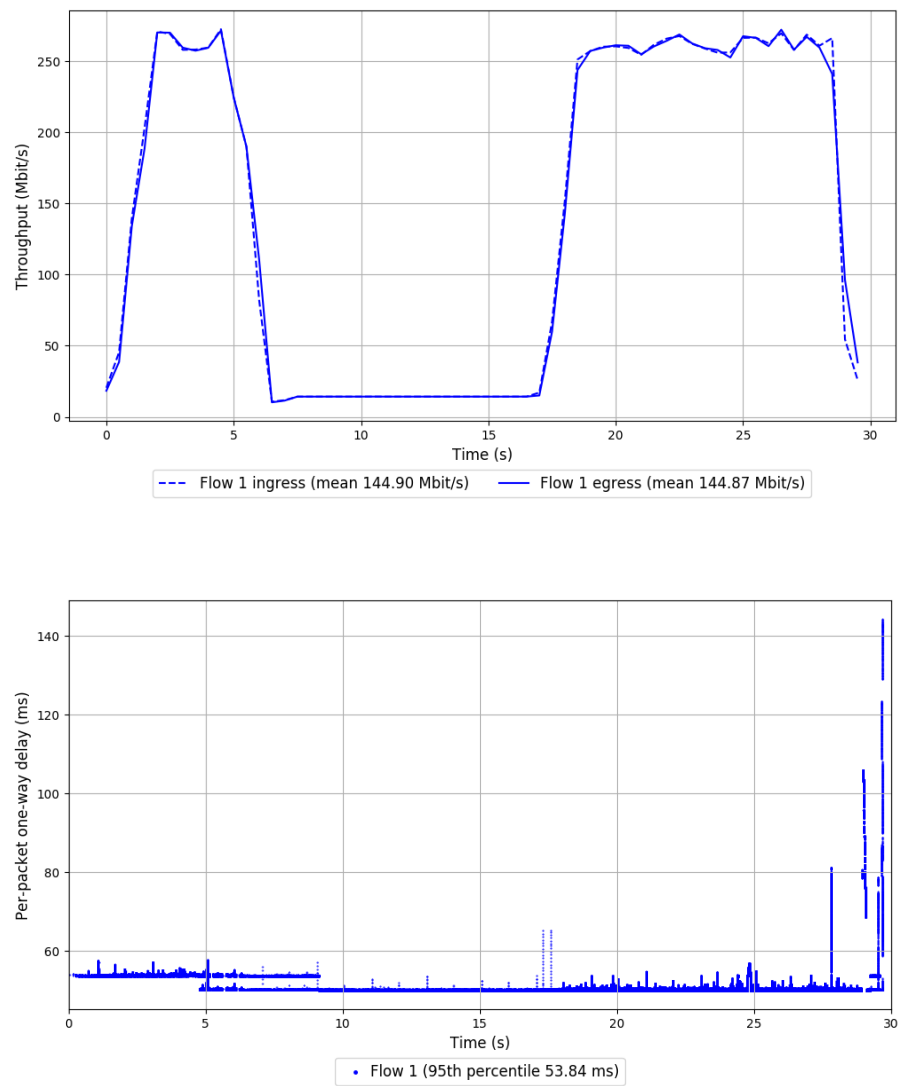 250
200
150
100
50
0
Throughput (Mbit/s)
0 5 10 15 20 25 30
Time (s)
Flow 1 ingress (mean 144.90 Mbit/s) Flow 1 egress (mean 144.87 Mbit/s)
140
120
100
80
60
Per-packet one-way delay (ms)
0 5 10 15 20 25 30
Time (s)
Flow 1 (95th percentile 53.84 ms)